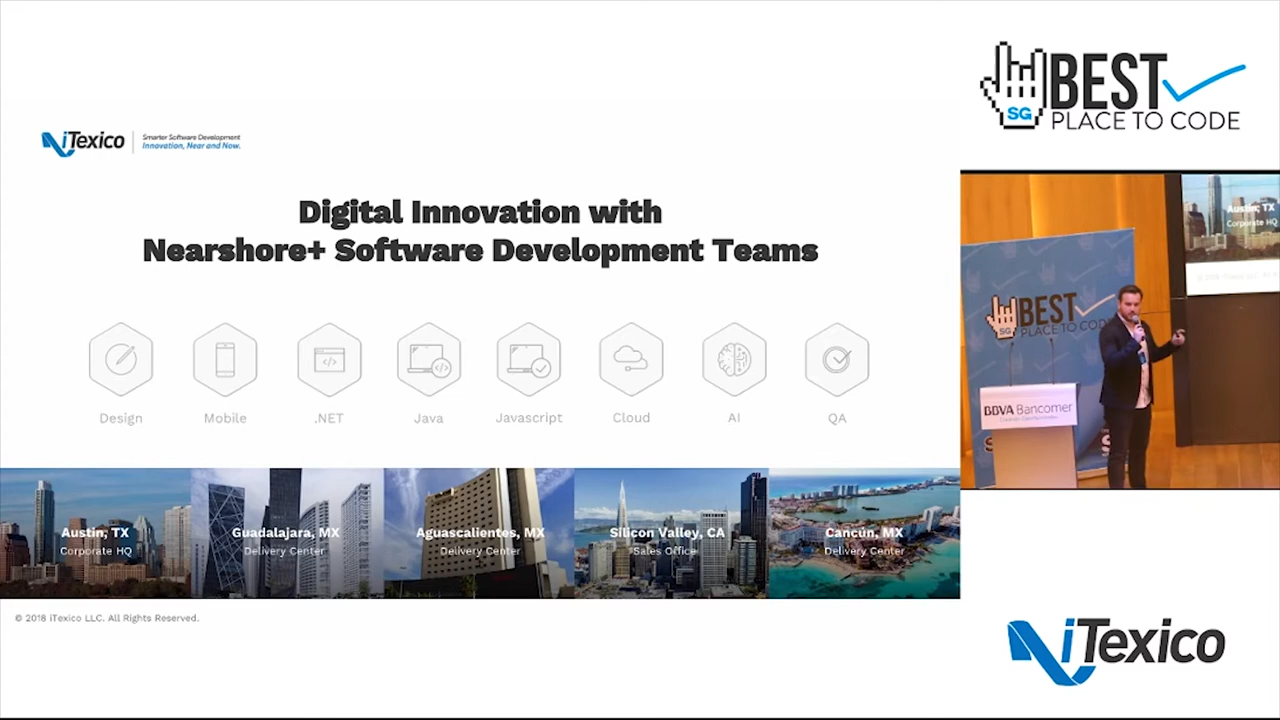 iTexico
Smarter Software Development
Innovation, Near and Now.
Digital Innovation with
Nearshore+ Software Development Teams
Design
Mobile
.NET
Java
Javascript
Cloud
AI
QA
Austin, TX
Corporate HQ
Guadalajara, MX
Delivery Center
Aguascalientes, MX
Delivery Center
Silicon Valley, CA
Sales Office
Cancún, MX
Delivery Center
© 2018 iTexico LLC. All Rights Reserved.
SG
BEST
PLACE TO CODE
Austin, TX
Corporate HQ
SG
BEST
PLACE TO CODE
BBVA Bancomer
iTexico